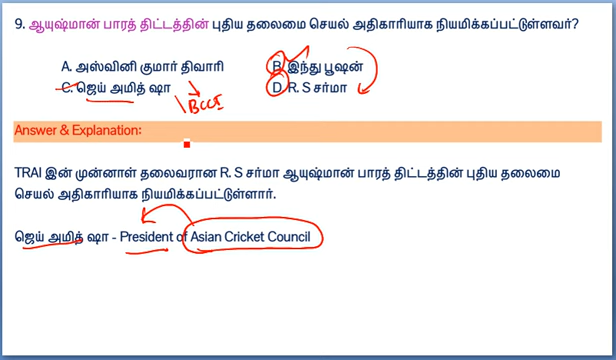 9. ஆயுஷ்மான் பாரத் திட்டத்தின் புதிய தலைமை செயல் அதிகாரியாக நியமிக்கப்பட்டுள்ளவர்?
A. அஸ்வினி குமார் திவாரி B. இந்து பூஷன்
C. ஜெய் அமித் ஷா D. R. S சர்மா
BCCI
Answer & Explanation:
TRAI இன் முன்னாள் தலைவரான R. S சர்மா ஆயுஷ்மான் பாரத் திட்டத்தின் புதிய தலைமை
செயல் அதிகாரியாக நியமிக்கப்பட்டுள்ளார்.
ஜெய் அமித் ஷா - President of Asian Cricket Council